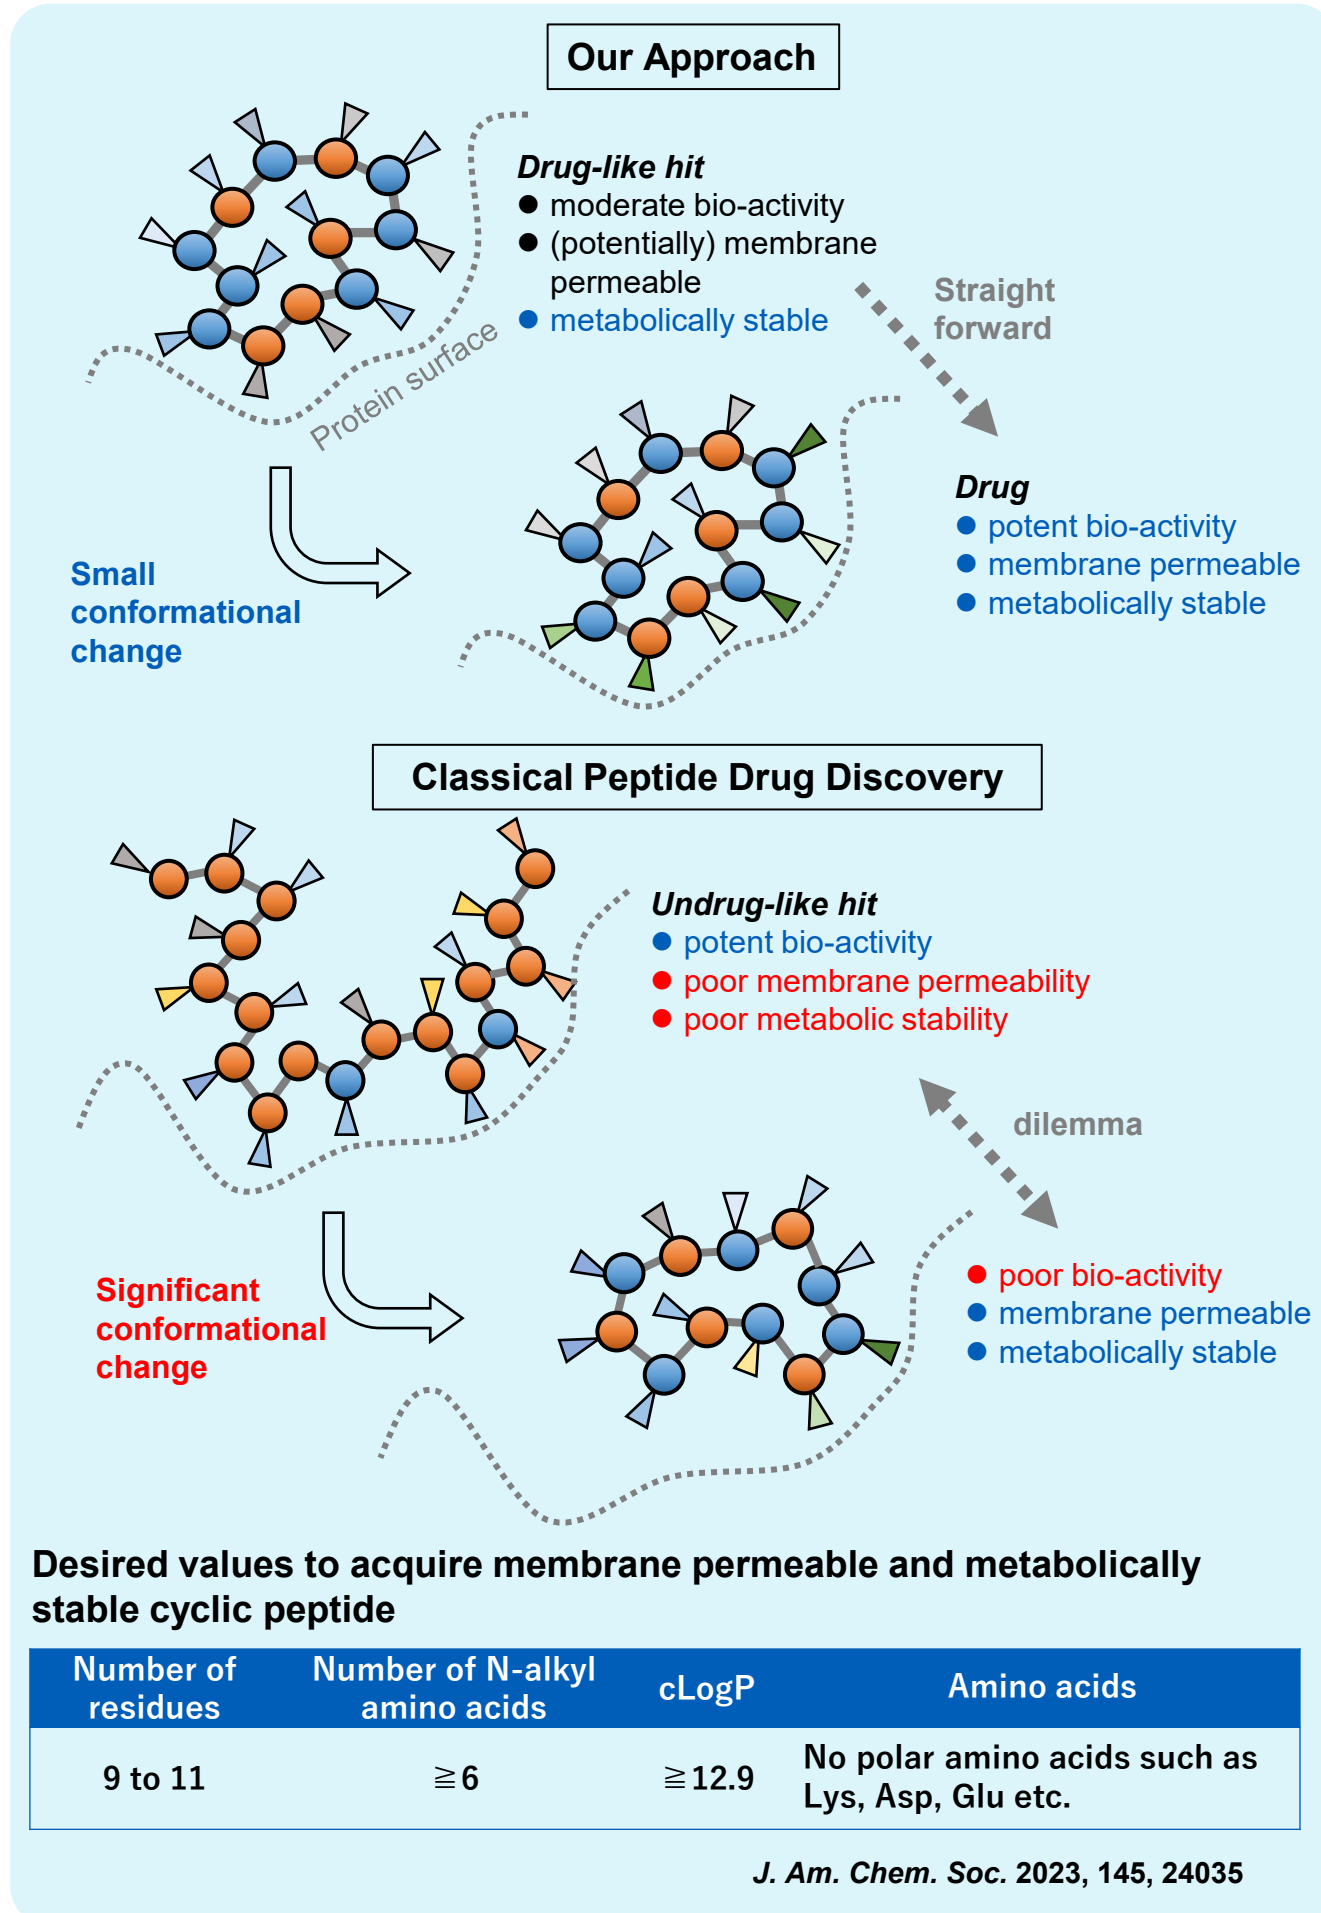 Our Approach
Drug-like hit
● moderate bio-activity
● (potentially) membrane
permeable
● metabolically stable
Protein surface
Straight
forward
Small
conformational
change
Drug
● potent bio-activity
● membrane permeable
● metabolically stable
Classical Peptide Drug Discovery
Undrug-like hit
● potent bio-activity
● poor membrane permeability
● poor metabolic stability
dilemma
Significant
conformational
change
● poor bio-activity
● membrane permeable
● metabolically stable
Desired values to acquire membrane permeable and metabolically
stable cyclic peptide
Number of
residues
Number of N-alkyl
amino acids
cLogP
Amino acids
9 to 11
≧6
≧12.9
No polar amino acids such as
Lys, Asp, Glu etc.
J. Am. Chem. Soc. 2023, 145, 24035